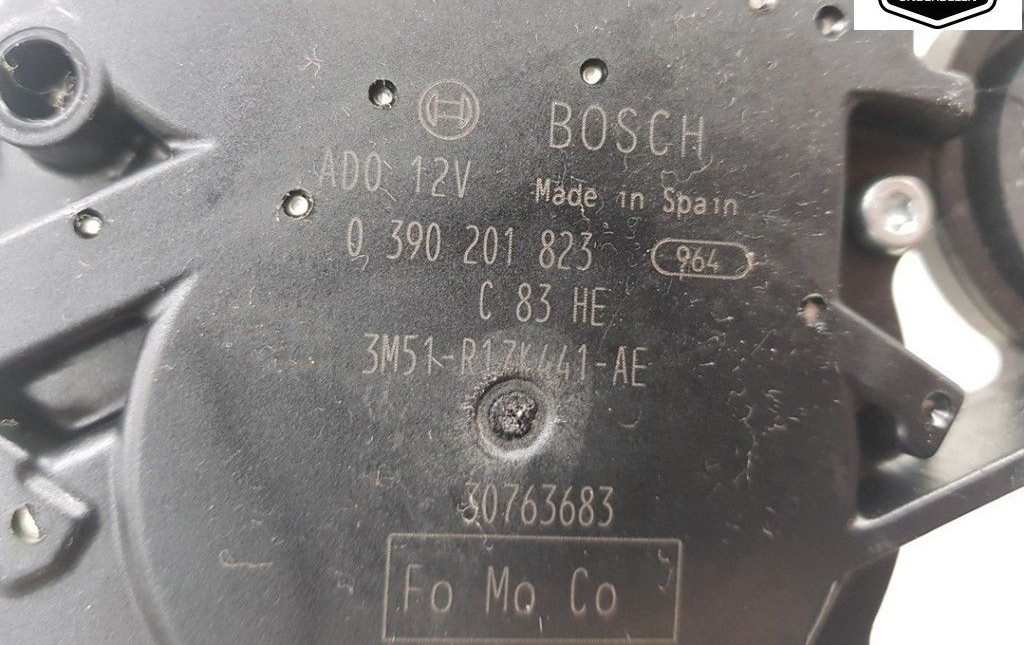 BOSCH
ADO 12V
Made in Spain
0 390 201 823 964
C 83 HE
3M51-R17K441-AE
30763683
Fo Mo Co